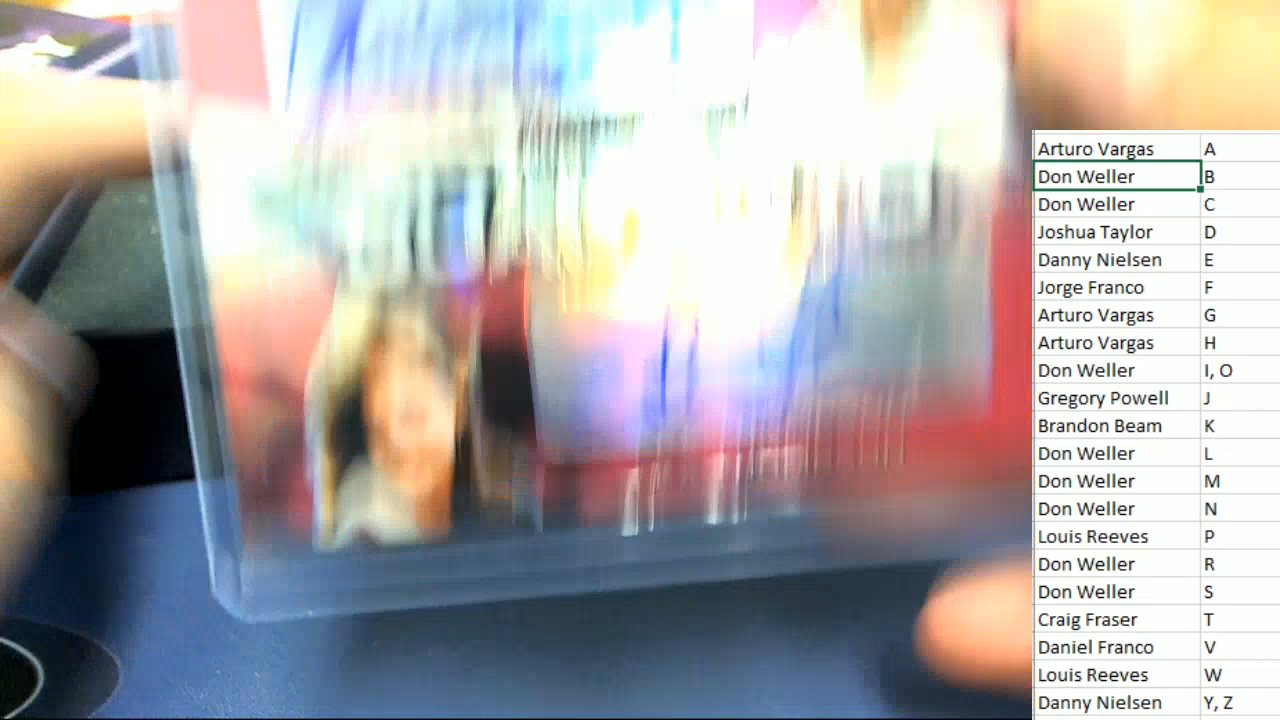 Arturo Vargas A
Don Weller B
Don Weller C
Joshua Taylor D
Danny Nielsen E
Jorge Franco F
Arturo Vargas G
Arturo Vargas H
Don Weller I, O
Gregory Powell J
Brandon Beam K
Don Weller L
Don Weller M
Don Weller N
Louis Reeves P
Don Weller R
Don Weller S
Craig Fraser T
Daniel Franco V
Louis Reeves W
Danny Nielsen Y, Z